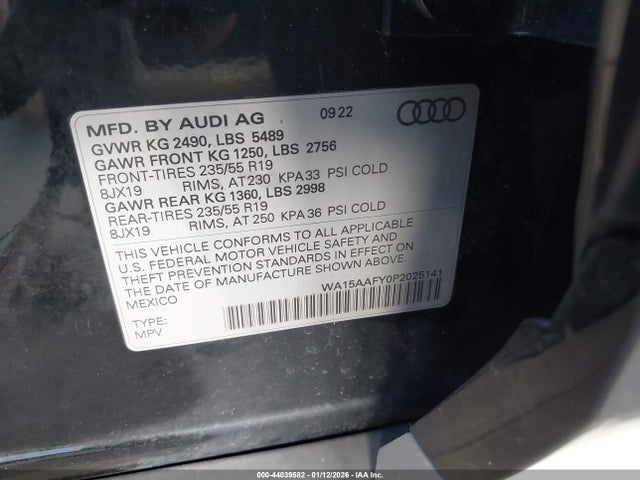 MFD. BY AUDI AG 09 22
GVWR KG 2490, LBS 5489
GAWR FRONT KG 1250, LBS 2756
FRONT-TIRES 235/55 R19
8JX19 RIMS, AT 230 KPA 33 PSI COLD
GAWR REAR KG 1360, LBS 2998
REAR-TIRES 235/55 R19
8JX19 RIMS, AT 250 KPA 36 PSI COLD
THIS VEHICLE CONFORMS TO ALL APPLICABLE
U.S. FEDERAL MOTOR VEHICLE SAFETY AND
THEFT PREVENTION STANDARDS IN EFFECT ON
THE DATE OF MANUFACTURE SHOWN ABOVE.
MEXICO
WA15AAFY0P2025141
TYPE:
MPV
000-44039582 | 01/12/2026 - COPYRIGHT IAA, LLC.